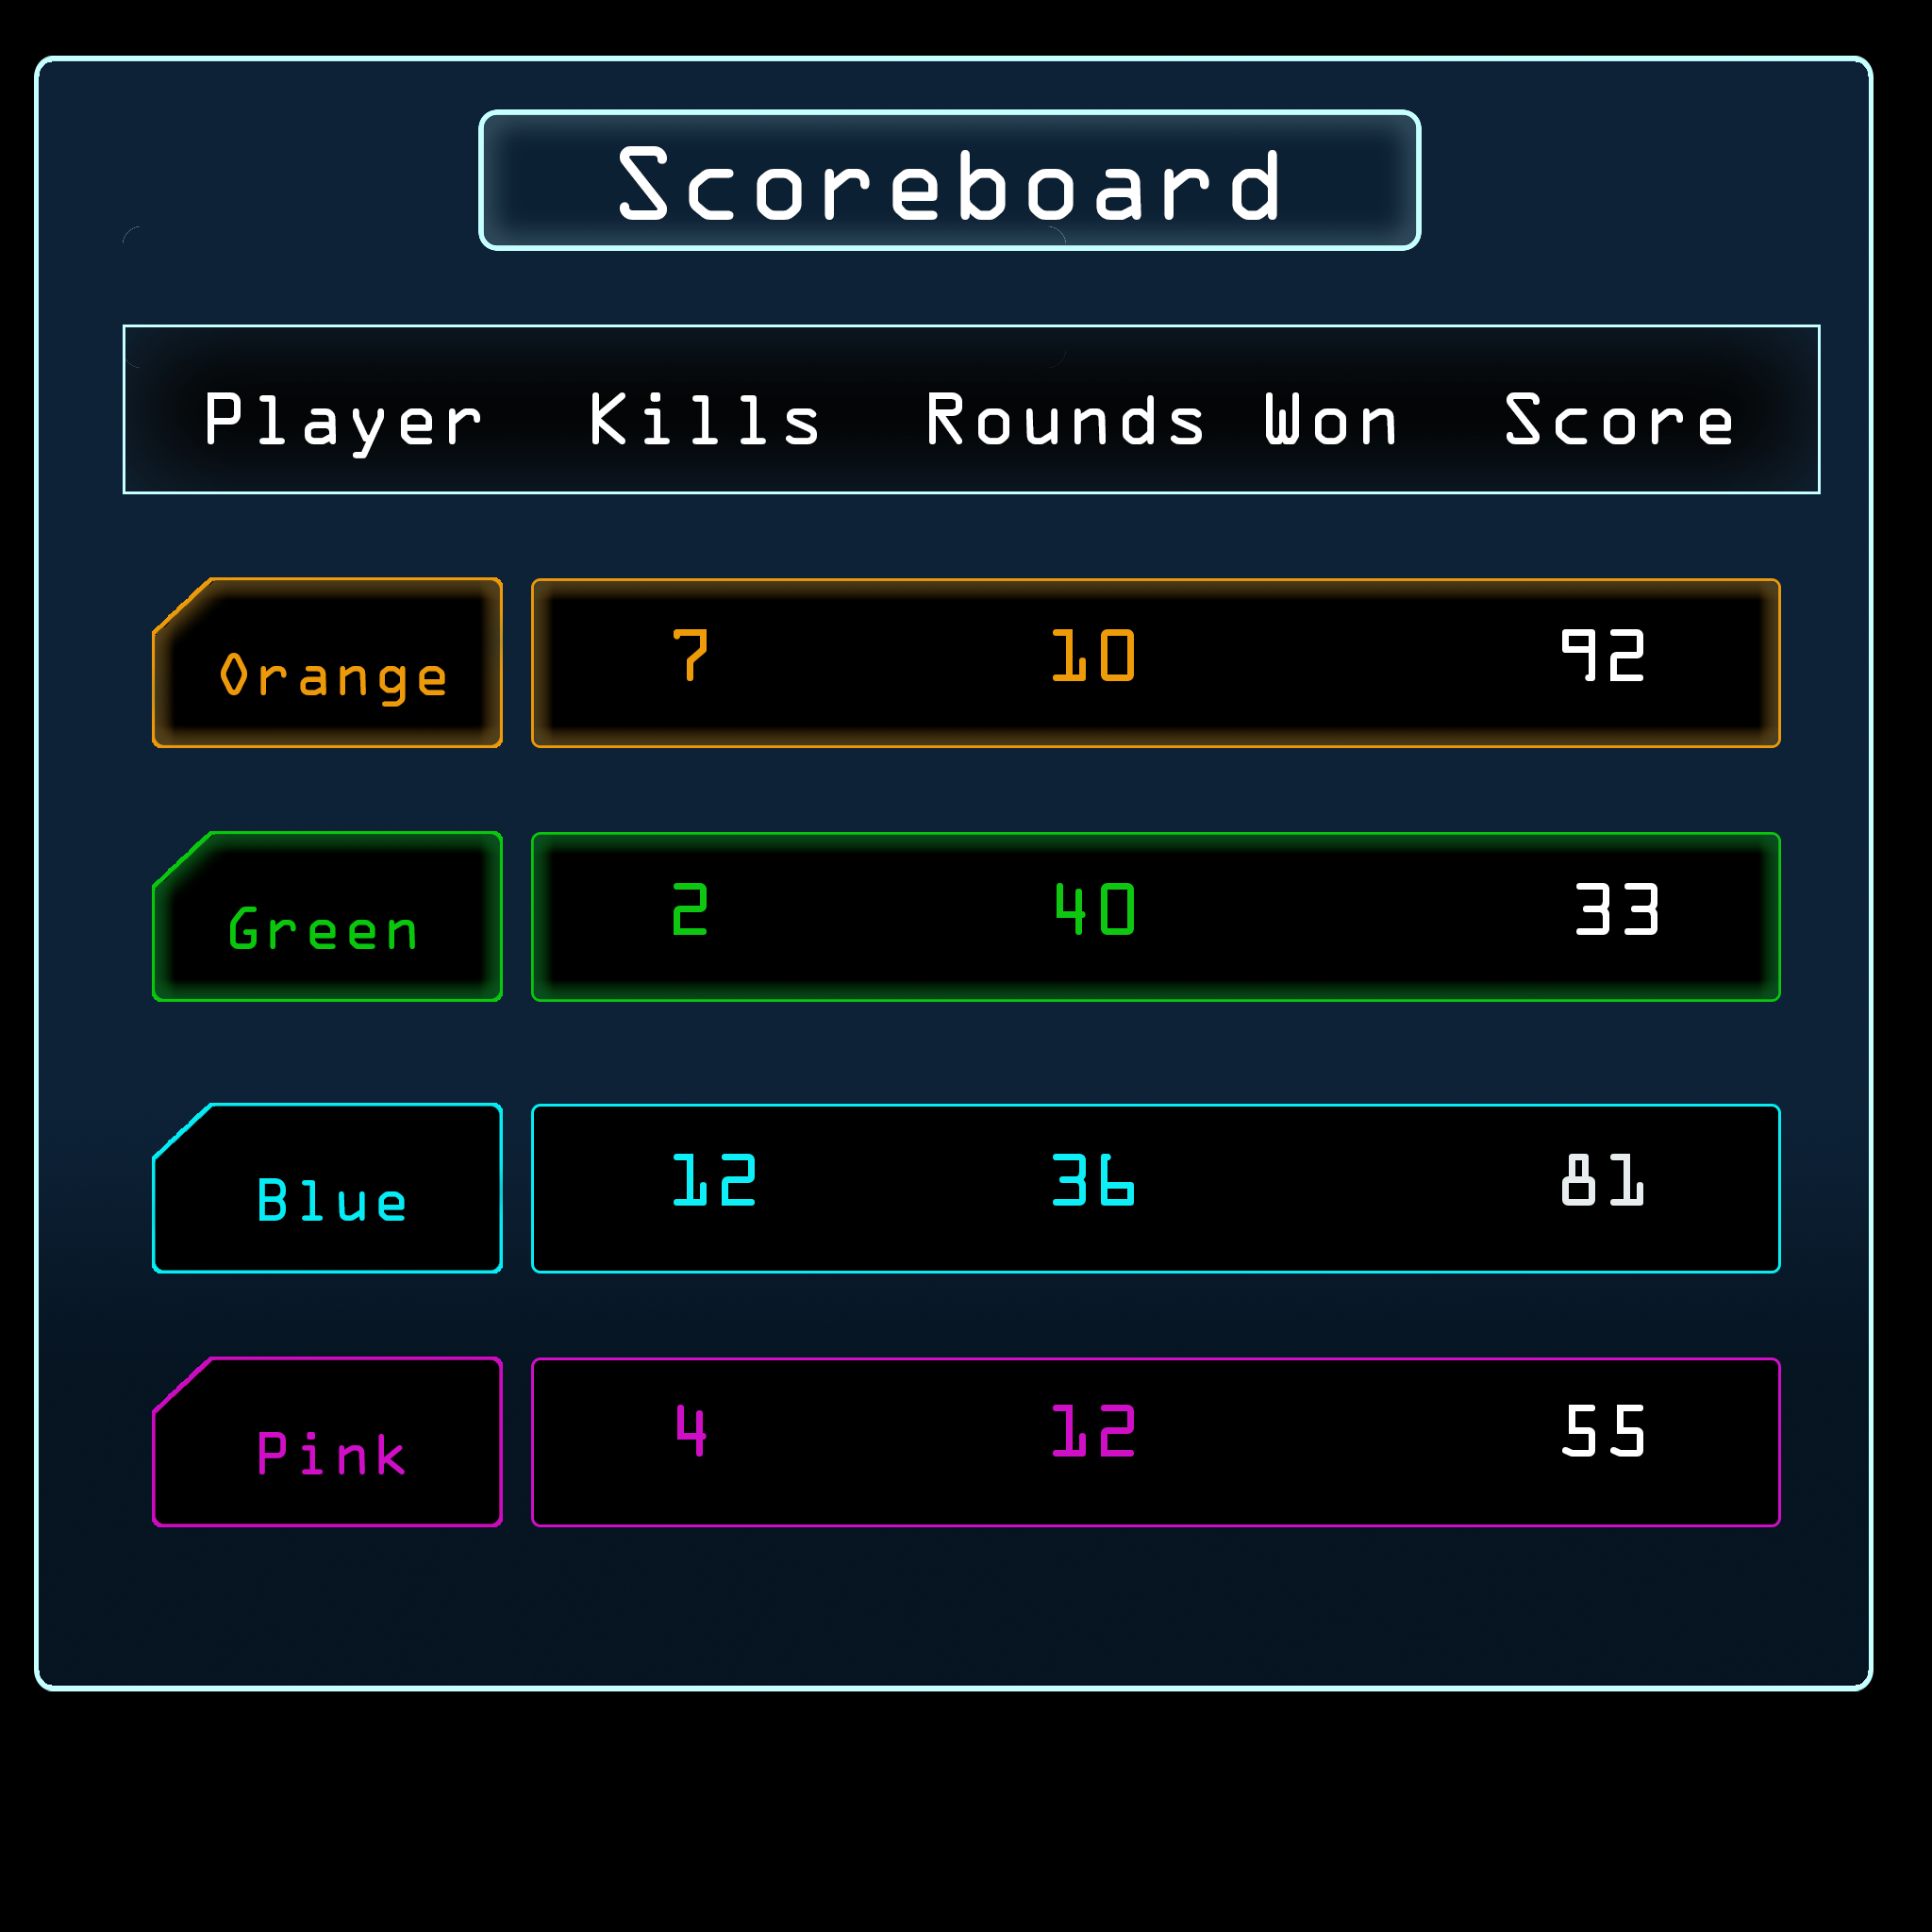 Scoreboard
Player Kills Rounds Won Score
Orange 7 10 92
Green 2 40 33
Blue 12 36 81
Pink 4 12 55